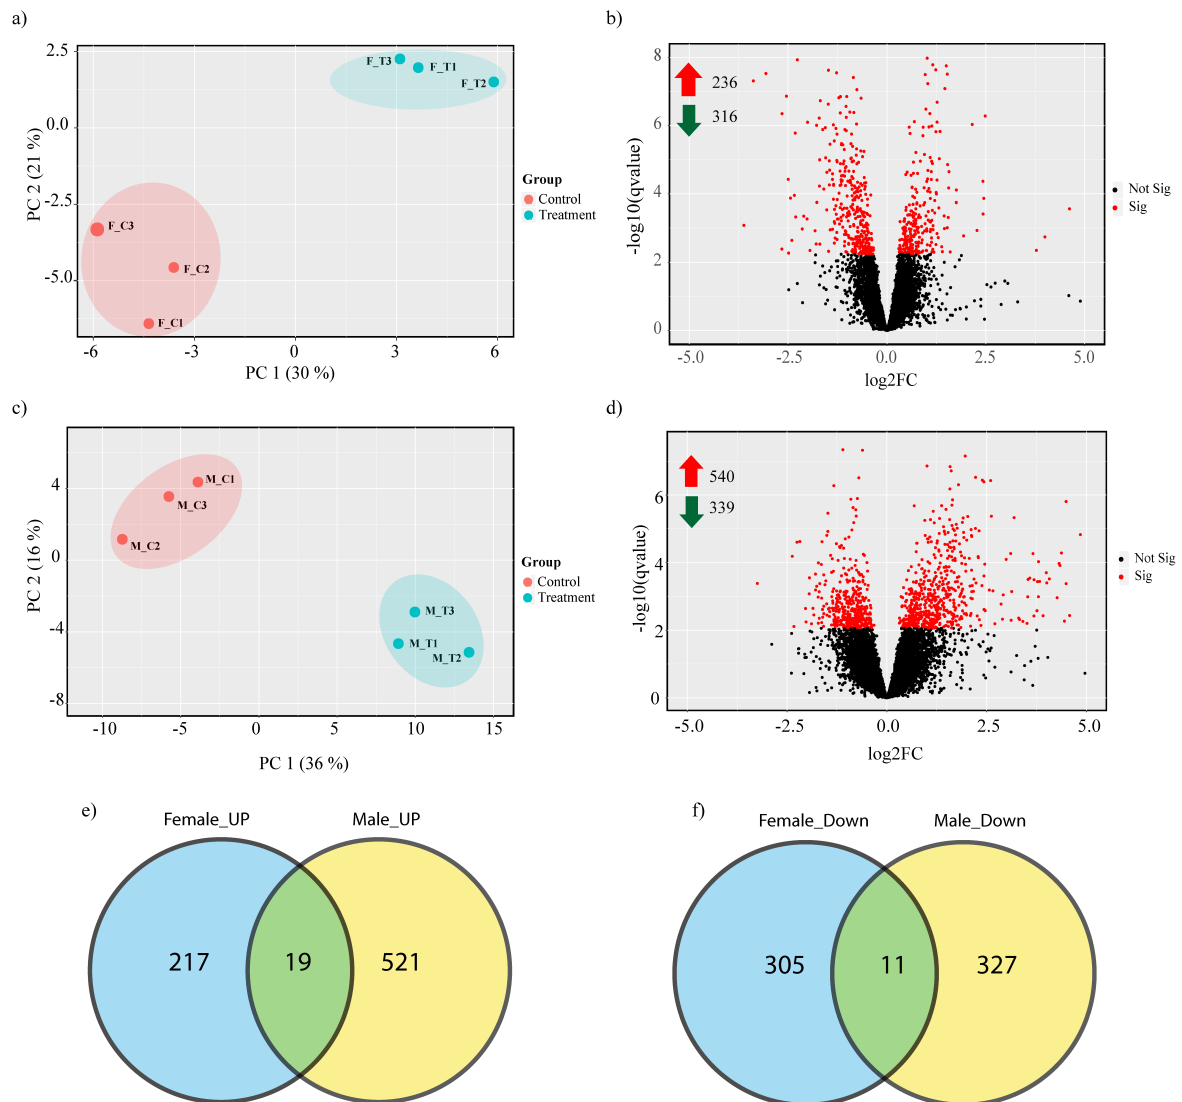 a)
2.5
0.0
-2.5
-5.0
PC 2 (21 %)
F_T3
F_T1
F_T2
F_C3
F_C2
F_C1
-6
-3
0
3
6
PC 1 (30 %)
Group
Control
Treatment
b)
8
6
4
2
0
-log10(qvalue)
236
316
-5.0
-2.5
0.0
2.5
5.0
log2FC
Not Sig
Sig
c)
4
0
-4
-8
PC 2 (16 %)
M_C1
M_C3
M_C2
M_T3
M_T1
M_T2
-10
-5
0
5
10
15
PC 1 (36 %)
Group
Control
Treatment
d)
6
4
2
0
-log10(qvalue)
540
339
-5.0
-2.5
0.0
2.5
5.0
log2FC
Not Sig
Sig
e)
Female_UP
Male_UP
217
19
521
f)
Female_Down
Male_Down
305
11
327